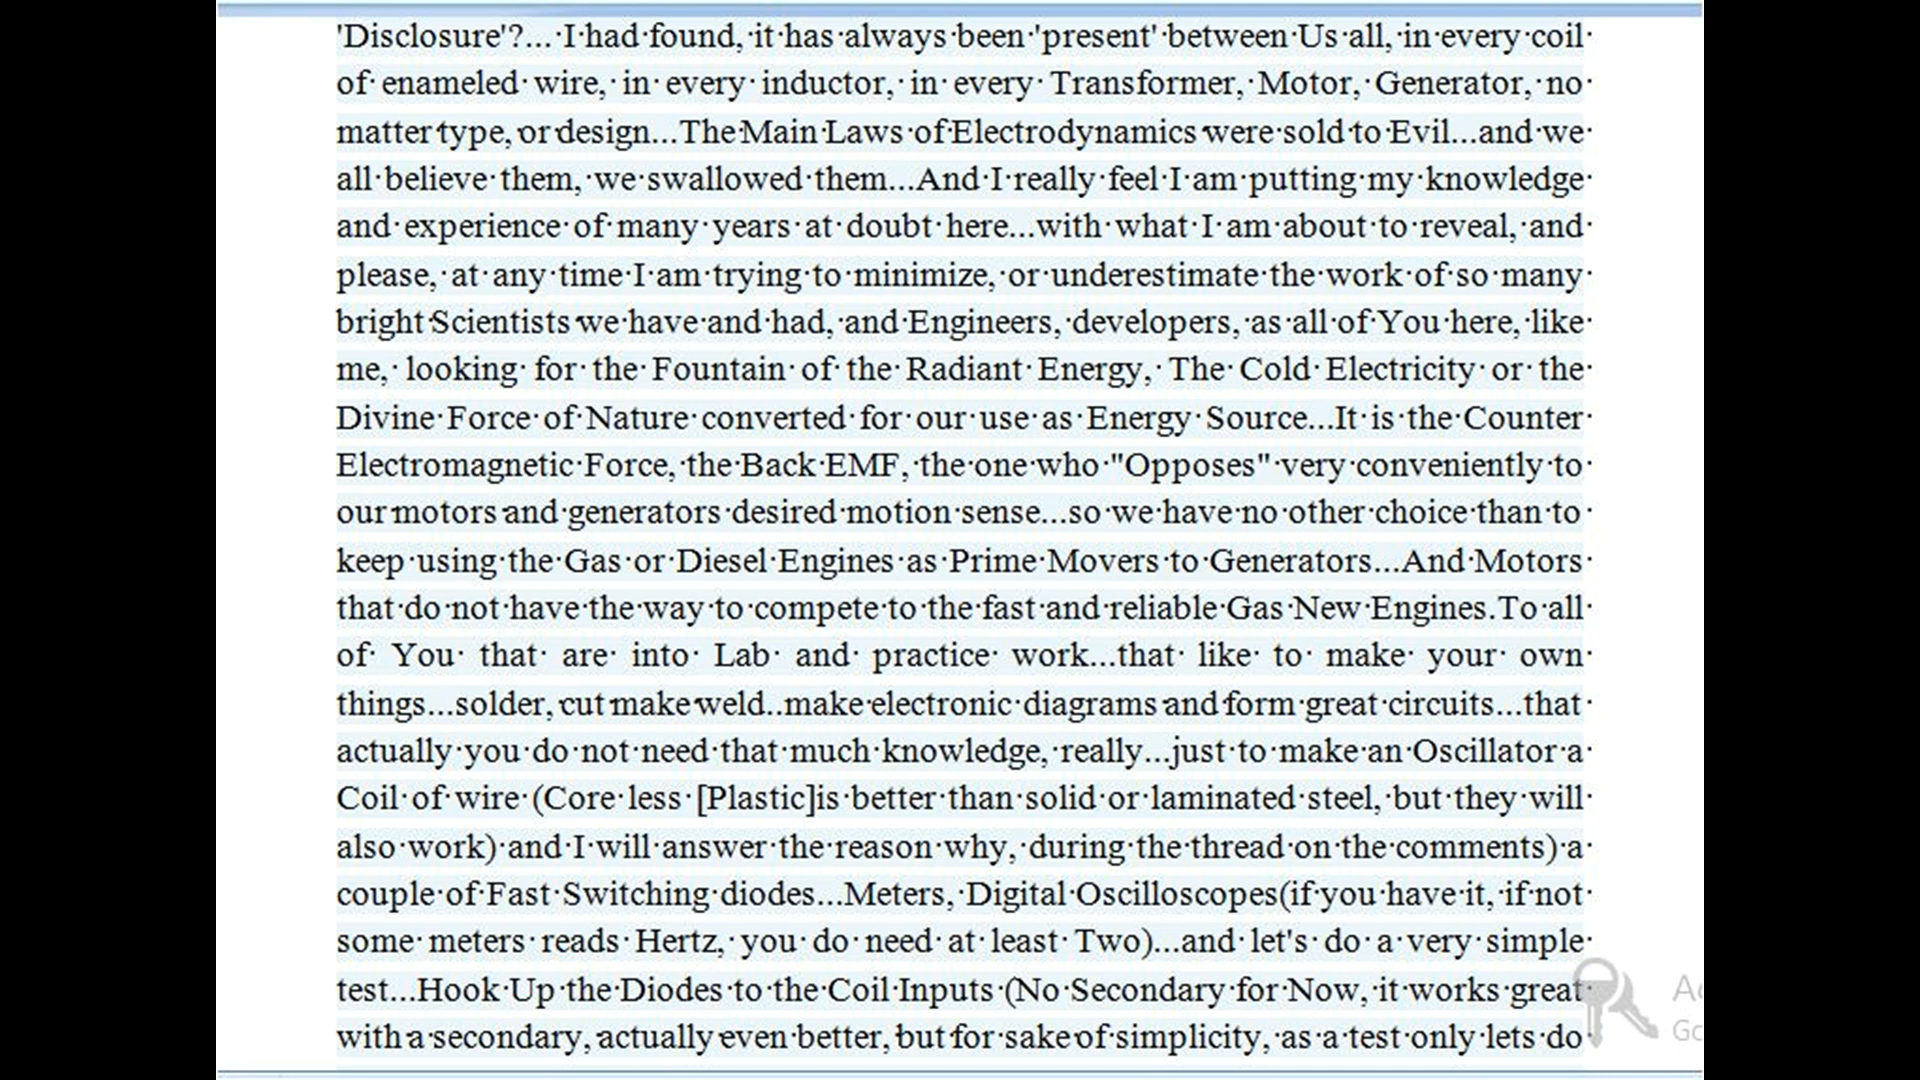 'Disclosure'?... I had found, it has always been 'present' between Us all, in every coil
of enameled wire, in every inductor, in every Transformer, Motor, Generator, no
matter type, or design...The Main Laws of Electrodynamics were sold to Evil...and we
all believe them, we swallowed them...And I really feel I am putting my knowledge
and experience of many years at doubt here...with what I am about to reveal, and
please, at any time I am trying to minimize, or underestimate the work of so many
bright Scientists we have and had, and Engineers, developers, as all of You here, like
me, looking for the Fountain of the Radiant Energy, The Cold Electricity or the
Divine Force of Nature converted for our use as Energy Source...It is the Counter
Electromagnetic Force, the Back EMF, the one who "Opposes" very conveniently to
our motors and generators desired motion sense...so we have no other choice than to
keep using the Gas or Diesel Engines as Prime Movers to Generators...And Motors
that do not have the way to compete to the fast and reliable Gas New Engines.To all
of You that are into Lab and practice work...that like to make your own
things...solder, cut make weld..make electronic diagrams and form great circuits...that
actually you do not need that much knowledge, really...just to make an Oscillator a
Coil of wire (Core less [Plastic]is better than solid or laminated steel, but they will
also work) and I will answer the reason why, during the thread on the comments) a
couple of Fast Switching diodes...Meters, Digital Oscilloscopes(if you have it, if not
some meters reads Hertz, you do need at least Two)...and let's do a very simple
test...Hook Up the Diodes to the Coil Inputs (No Secondary for Now, it works great
with a secondary, actually even better, but for sake of simplicity, as a test only lets do